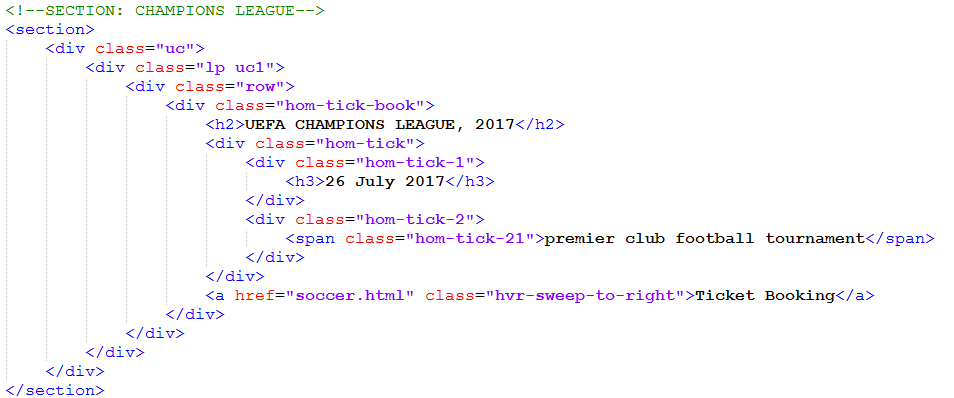 <!--SECTION: CHAMPIONS LEAGUE-->
<section>
    <div class="uc">
        <div class="lp uc1">
            <div class="row">
                <div class="hom-tick-book">
                    <h2>UEFA CHAMPIONS LEAGUE, 2017</h2>
                    <div class="hom-tick">
                        <div class="hom-tick-1">
                            <h3>26 July 2017</h3>
                        </div>
                        <div class="hom-tick-2">
                            <span class="hom-tick-21">premier club football tournament</span>
                        </div>
                    </div>
                    <a href="soccer.html" class="hvr-sweep-to-right">Ticket Booking</a>
                </div>
            </div>
        </div>
    </div>
</section>